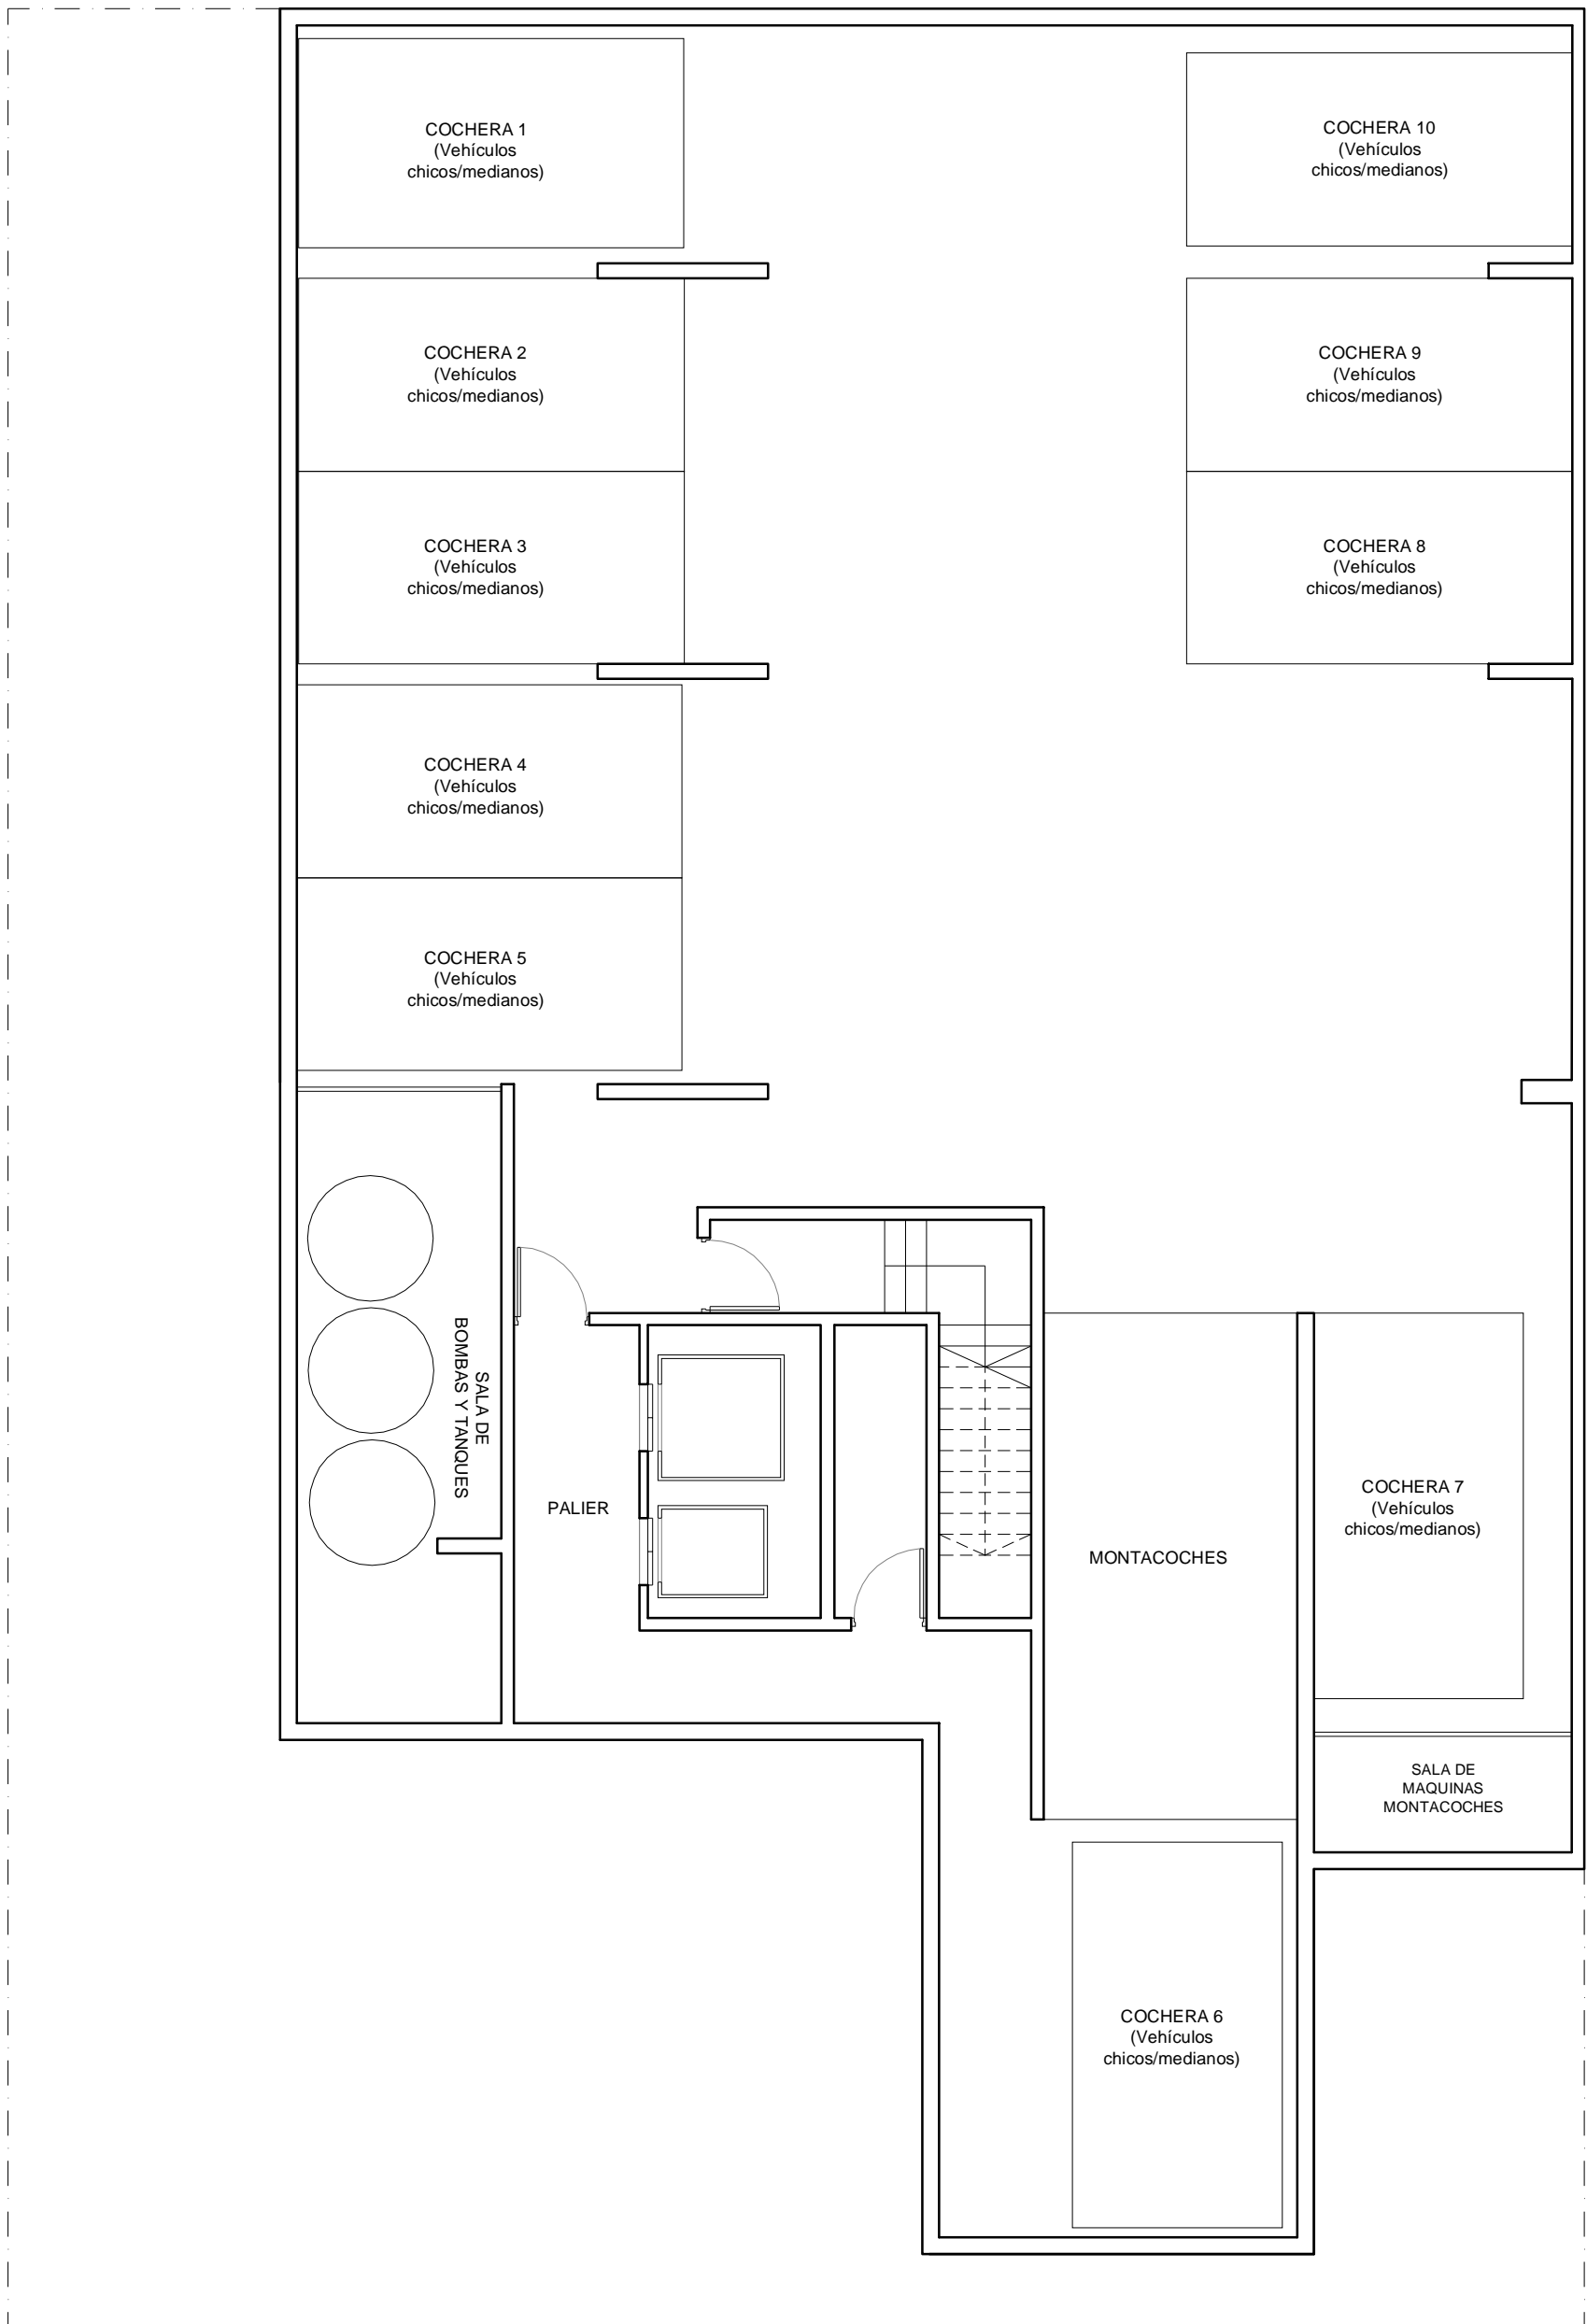 COCHERA 1
(Vehículos
chicos/medianos)
COCHERA 10
(Vehículos
chicos/medianos)
COCHERA 2
(Vehículos
chicos/medianos)
COCHERA 9
(Vehículos
chicos/medianos)
COCHERA 3
(Vehículos
chicos/medianos)
COCHERA 8
(Vehículos
chicos/medianos)
COCHERA 4
(Vehículos
chicos/medianos)
COCHERA 5
(Vehículos
chicos/medianos)
SALA DE
BOMBAS Y TANQUES
PALIER
MONTACOCHES
COCHERA 7
(Vehículos
chicos/medianos)
SALA DE
MAQUINAS
MONTACOCHES
COCHERA 6
(Vehículos
chicos/medianos)